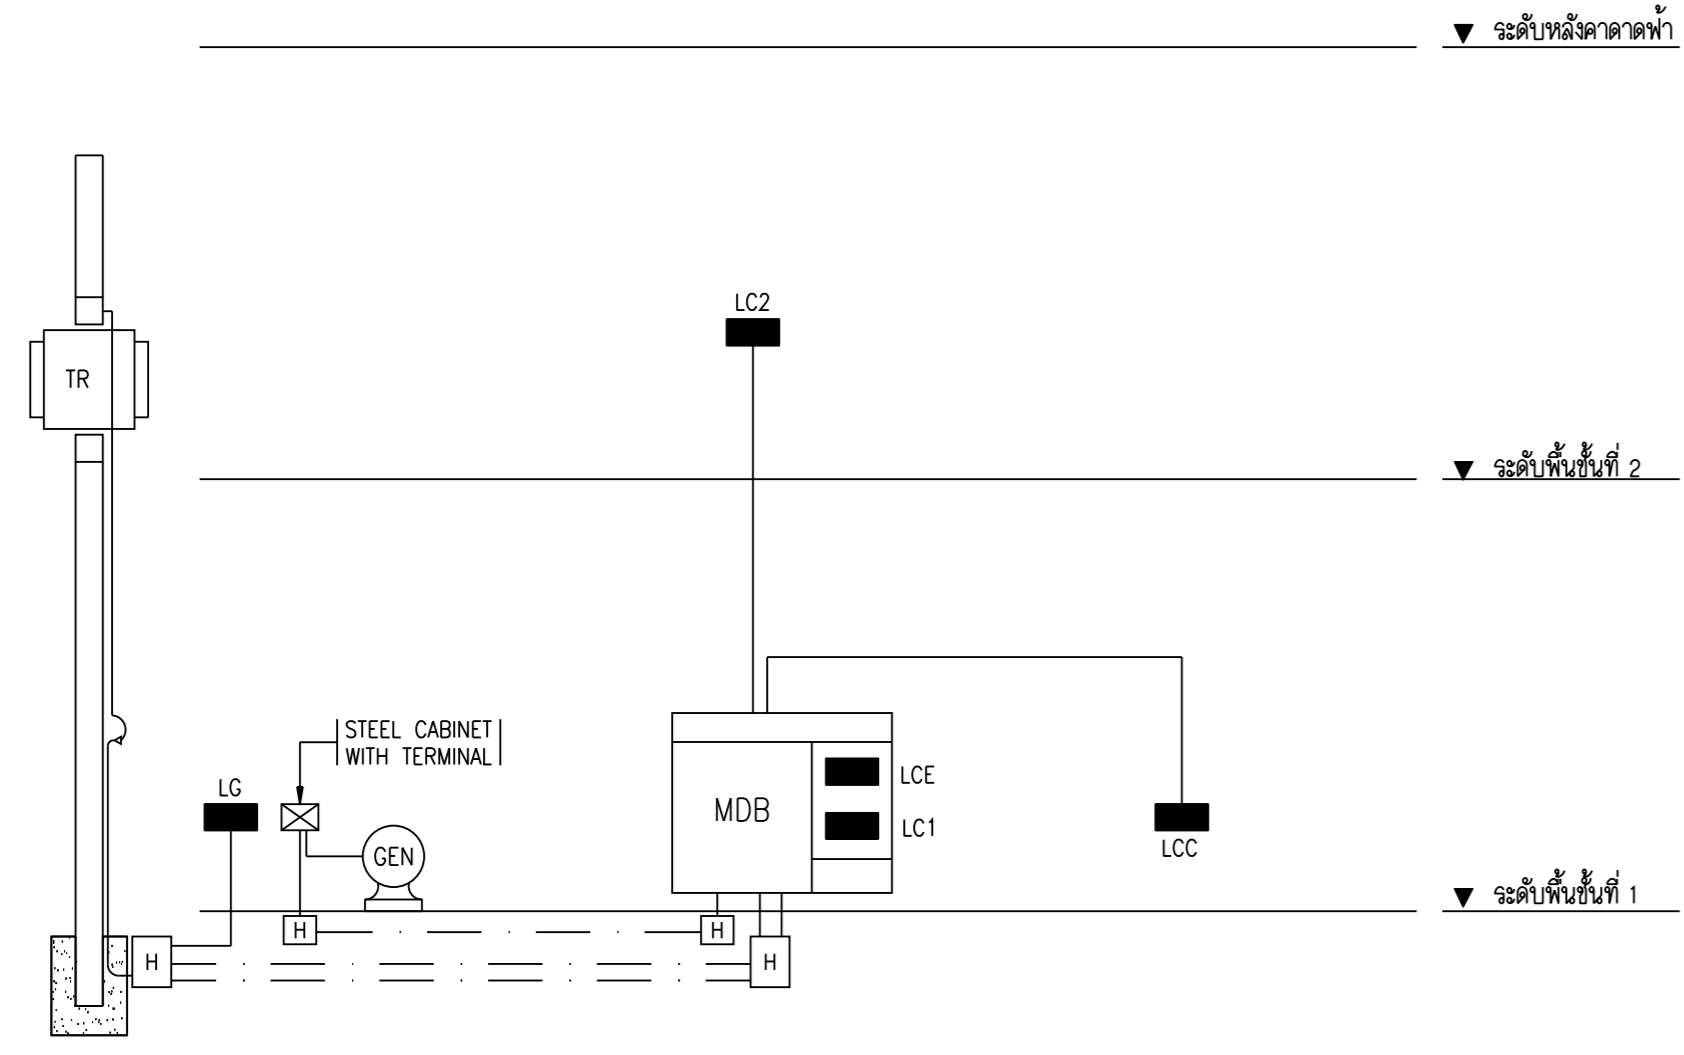 ระดับหลังคาดาดฟ้า
LC2
TR
ระดับพื้นชั้นที่ 2
STEEL CABINET
WITH TERMINAL
LG
GEN
MDB
LCE
LC1
LCC
ระดับพื้นชั้นที่ 1
H
H
H
H